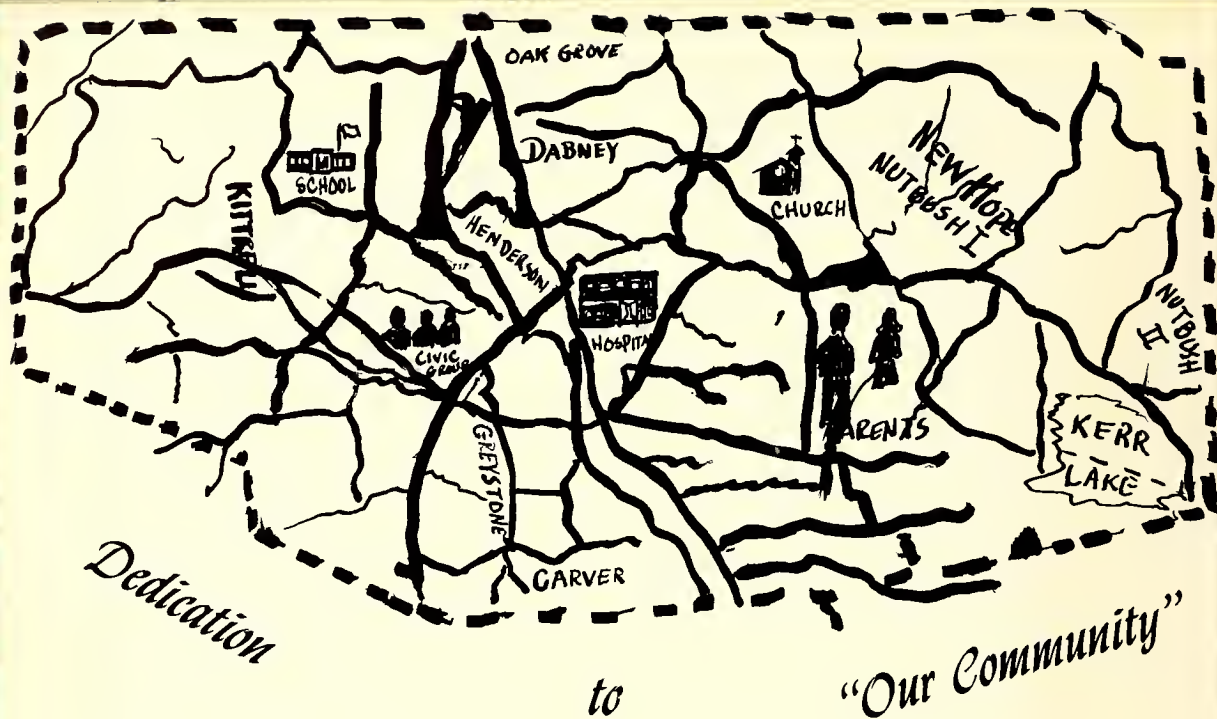 OAK GROVE
DABNEY
SCHOOL
CHURCH
NEW HOPE
NUTBUSH I
KITTRELL
HENDERSON
HOSPITAL
CIVIC
GROUP
NUTBUSH
II
PARENTS
KERR
LAKE
GREYSTONE
CARVER
Dedication
to
"Our Community"